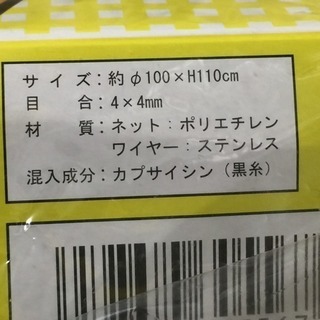 サイズ：約φ100×H110cm
目　合：4×4mm
材　質：ネット：ポリエチレン
ワイヤー：ステンレス
混入成分：カプサイシン（黒糸）